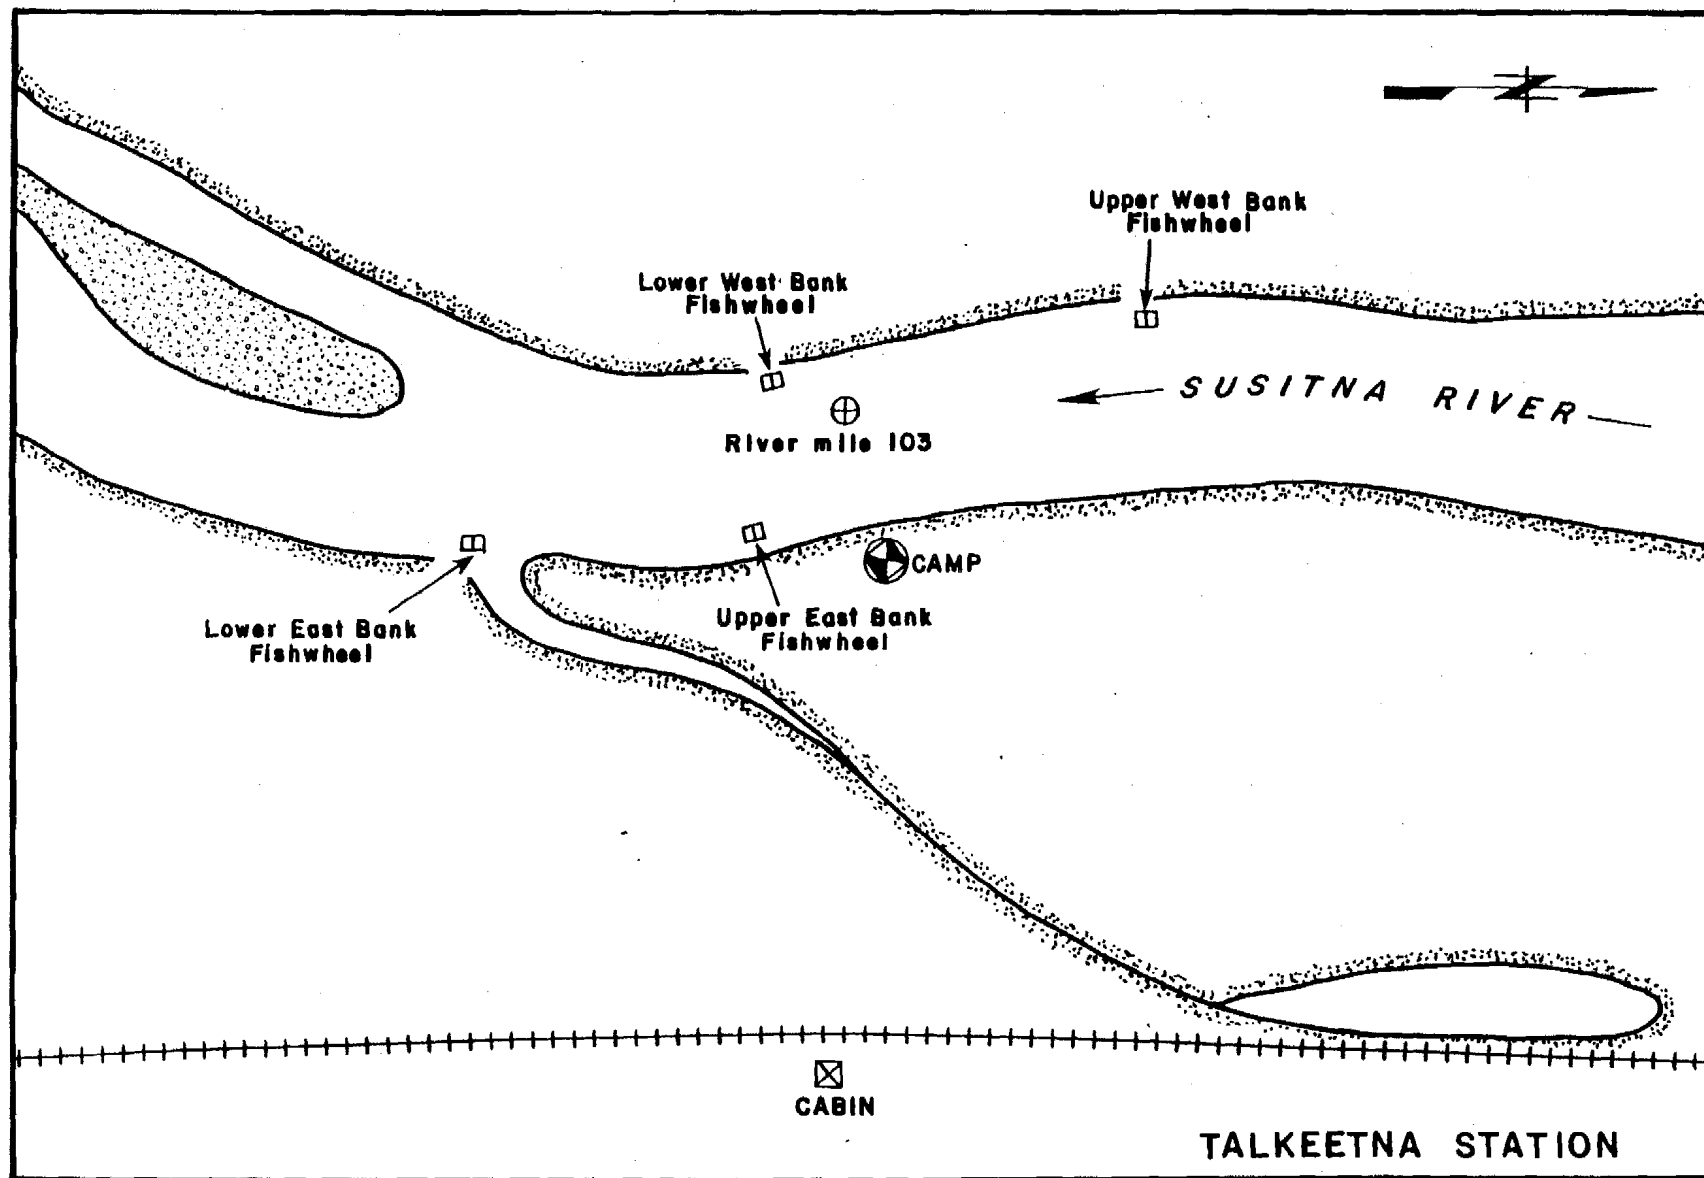 Upper West Bank
Fishwheel
Lower West Bank
Fishwheel
SUSITNA RIVER
River mile 103
CAMP
Lower East Bank
Fishwheel
Upper East Bank
Fishwheel
CABIN
TALKEETNA STATION
N